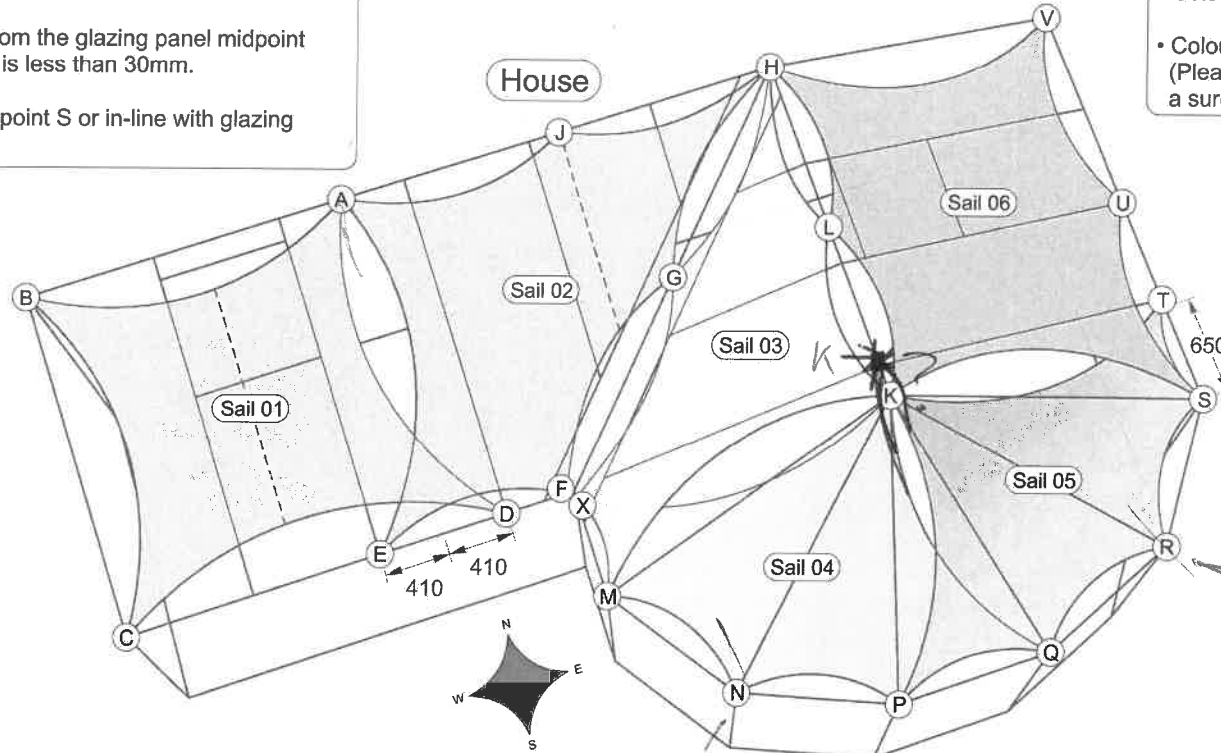 om the glazing panel midpoint
is less than 30mm.
point S or in-line with glazing
House
• Colou
(Plea
a sur
V
H
J
A
B
Sail 06
U
L
G
Sail 02
T
Sail 03
K
650
K
S
Sail 01
F
X
D
E
410
410
Sail 05
R
Sail 04
M
C
N
E
W
S
Q
N
P